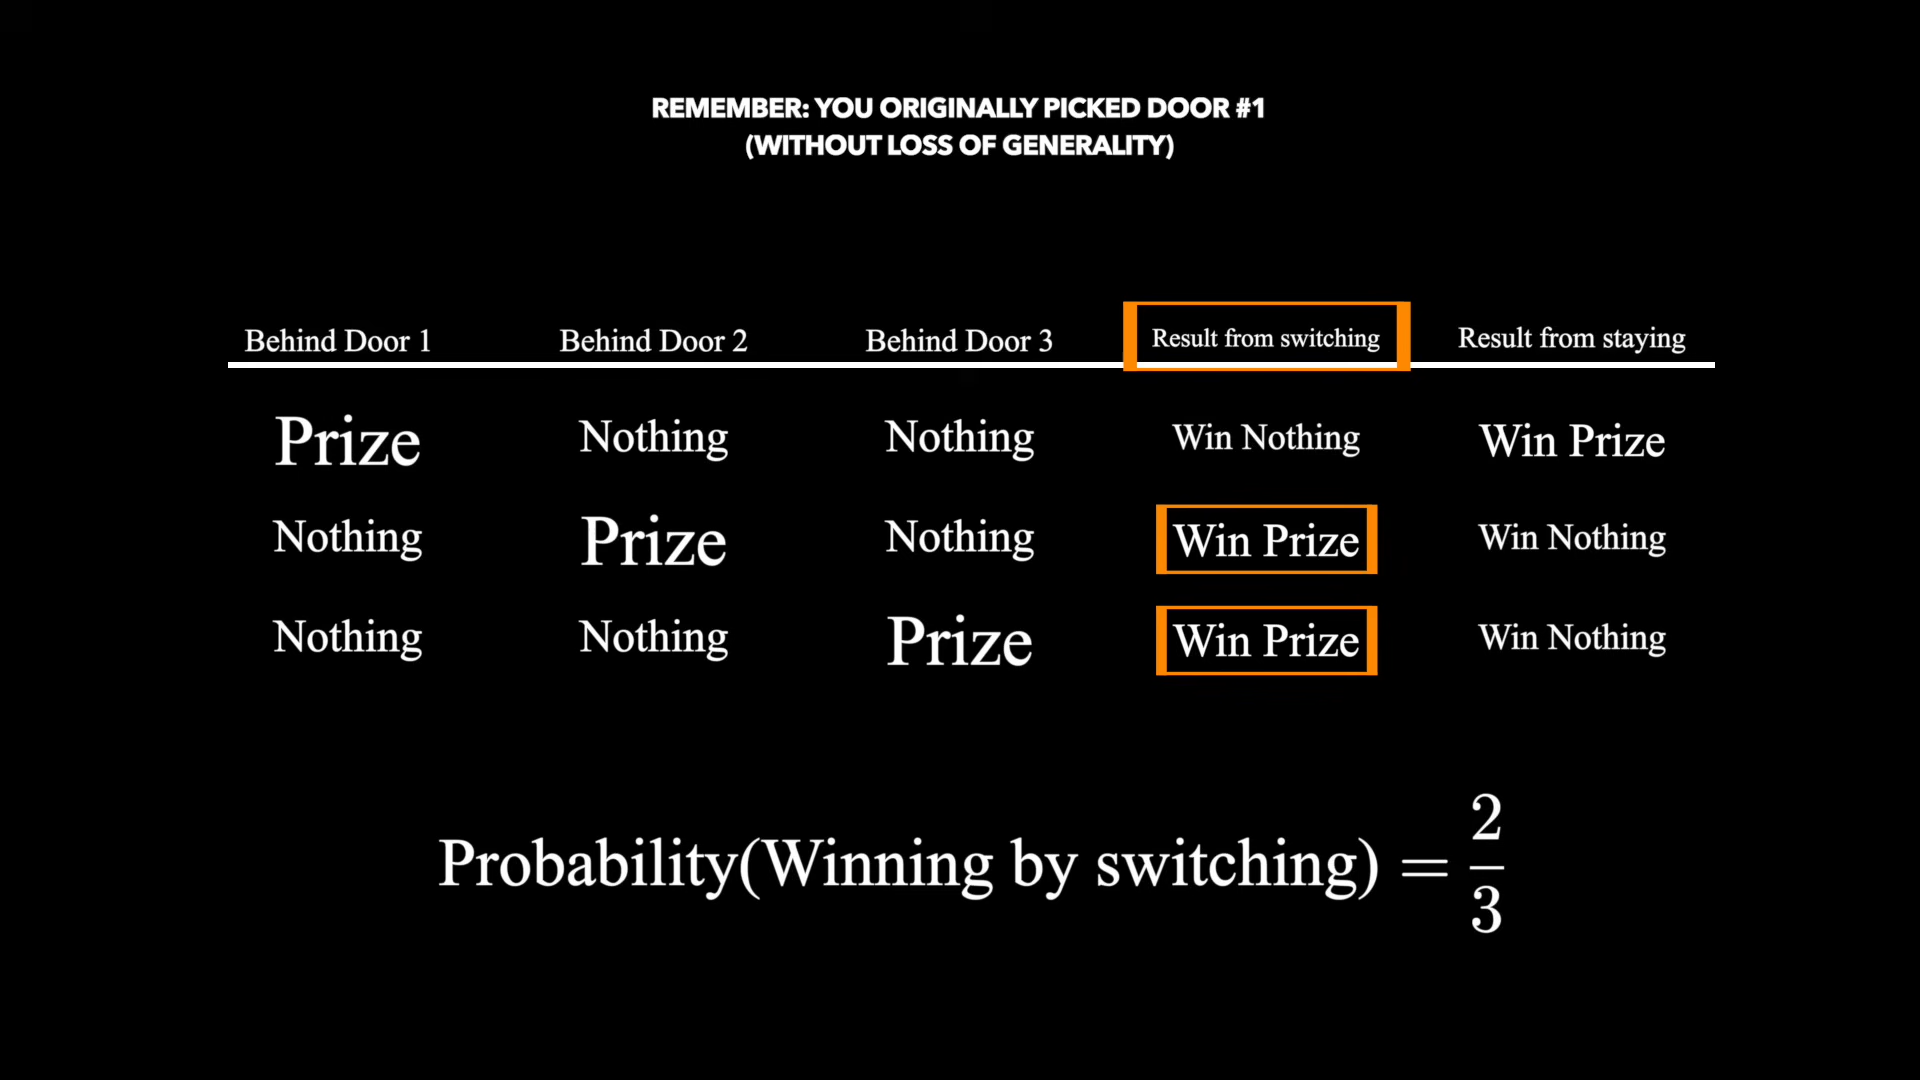 REMEMBER: YOU ORIGINALLY PICKED DOOR #1
(WITHOUT LOSS OF GENERALITY)
Behind Door 1 Behind Door 2 Behind Door 3 Result from switching Result from staying
Prize Nothing Nothing Win Nothing Win Prize
Nothing Prize Nothing Win Prize Win Nothing
Nothing Nothing Prize Win Prize Win Nothing
Probability(Winning by switching) = 2/3